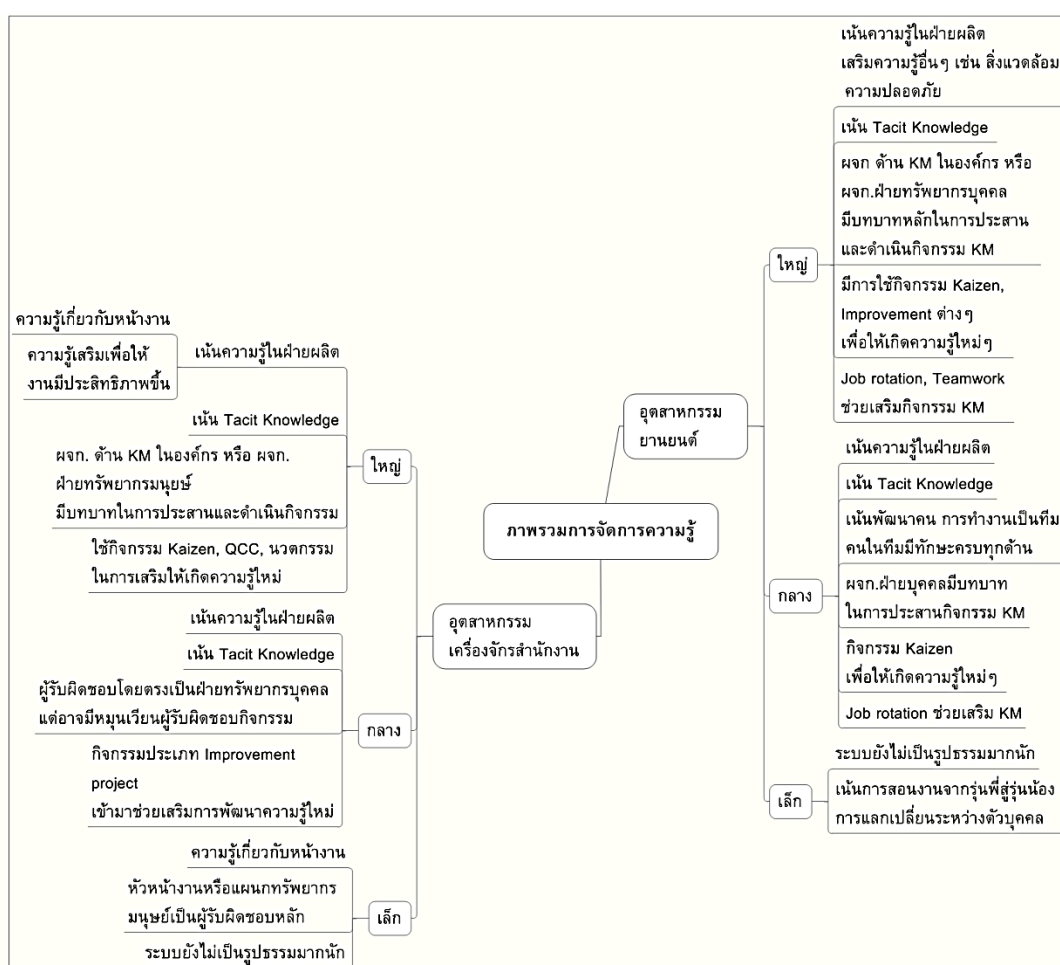 ภาพรวมการจัดการความรู้
อุตสาหกรรม
ยานยนต์
ใหญ่
เน้นความรู้ในฝ่ายผลิต
เสริมความรู้อื่นๆ เช่น สิ่งแวดล้อม
ความปลอดภัย
เน้น Tacit Knowledge
ผจก ด้าน KM ในองค์กร หรือ
ผจก.ฝ่ายทรัพยากรบุคคล
มีบทบาทหลักในการประสาน
และดำเนินกิจกรรม KM
มีการใช้กิจกรรม Kaizen,
Improvement ต่างๆ
เพื่อให้เกิดความรู้ใหม่ๆ
Job rotation, Teamwork
ช่วยเสริมกิจกรรม KM
กลาง
เน้นความรู้ในฝ่ายผลิต
เน้น Tacit Knowledge
เน้นพัฒนาคน การทำงานเป็นทีม
คนในทีมมีทักษะครบทุกด้าน
ผจก.ฝ่ายบุคคลมีบทบาท
ในการประสานกิจกรรม KM
กิจกรรม Kaizen
เพื่อให้เกิดความรู้ใหม่ๆ
Job rotation ช่วยเสริม KM
เล็ก
ระบบยังไม่เป็นรูปธรรมมากนัก
เน้นการสอนงานจากรุ่นพี่สู่รุ่นน้อง
การแลกเปลี่ยนระหว่างตัวบุคคล
อุตสาหกรรม
เครื่องจักรสำนักงาน
ใหญ่
เน้นความรู้ในฝ่ายผลิต
ความรู้เกี่ยวกับหน้างาน
ความรู้เสริมเพื่อให้
งานมีประสิทธิภาพขึ้น
เน้น Tacit Knowledge
ผจก. ด้าน KM ในองค์กร หรือ ผจก.
ฝ่ายทรัพยากรมนุยษ์
มีบทบาทในการประสานและดำเนินกิจกรรม
ใช้กิจกรรม Kaizen, QCC, นวตกรรม
ในการเสริมให้เกิดความรู้ใหม่
กลาง
เน้นความรู้ในฝ่ายผลิต
เน้น Tacit Knowledge
ผู้รับผิดชอบโดยตรงเป็นฝ่ายทรัพยากรบุคคล
แต่อาจมีหมุนเวียนผู้รับผิดชอบกิจกรรม
กิจกรรมประเภท Improvement
project
เข้ามาช่วยเสริมการพัฒนาความรู้ใหม่
เล็ก
ความรู้เกี่ยวกับหน้างาน
หัวหน้างานหรือแผนกทรัพยากร
มนุษย์เป็นผู้รับผิดชอบหลัก
ระบบยังไม่เป็นรูปธรรมมากนัก